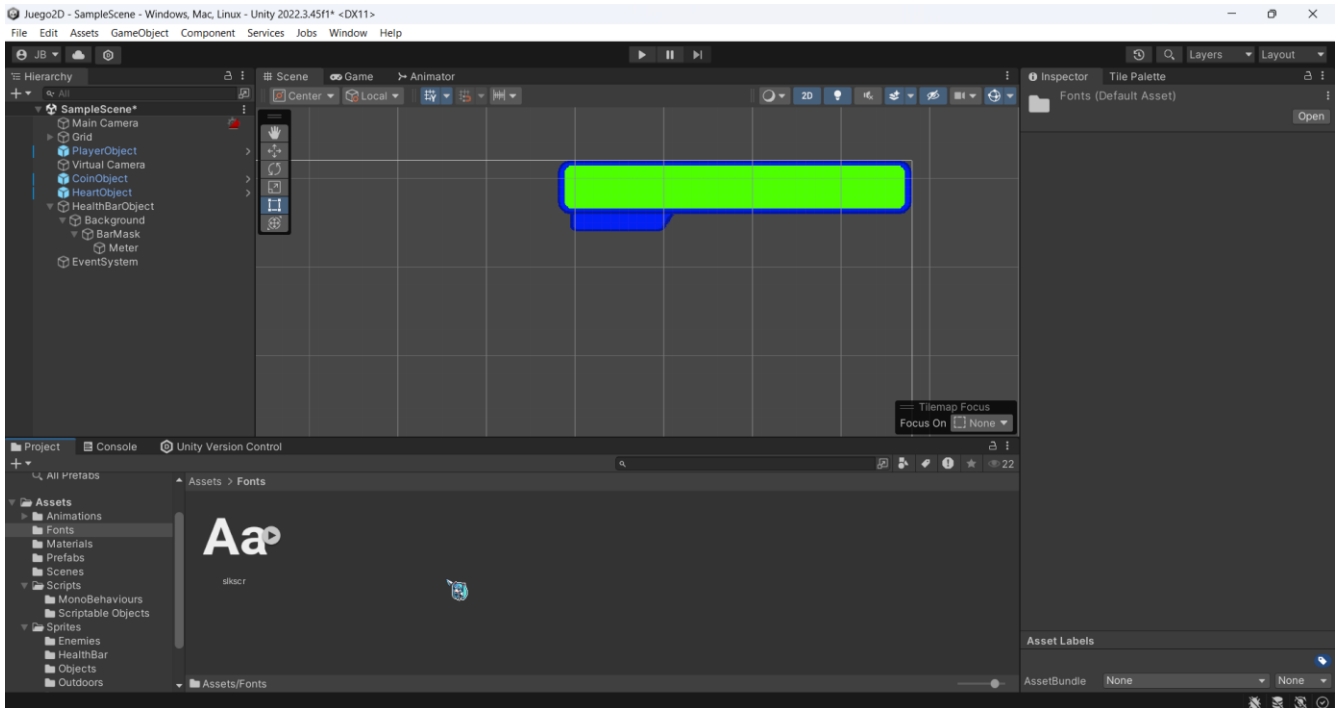 Juego2D - SampleScene - Windows, Mac, Linux - Unity 2022.3.45f1* <DX11>
File Edit Assets GameObject Component Services Jobs Window Help
JB Layers Layout
Hierarchy
All
SampleScene*
Main Camera
Grid
PlayerObject
Virtual Camera
CoinObject
HeartObject
HealthBarObject
Background
BarMask
Meter
EventSystem
Scene Game Animator
Center Local 2D
Tilemap Focus
Focus On None
Inspector Tile Palette
Fonts (Default Asset)
Open
Project Console Unity Version Control
22
All Prefabs
Assets
Animations
Fonts
Materials
Prefabs
Scenes
Scripts
MonoBehaviours
Scriptable Objects
Sprites
Enemies
HealthBar
Objects
Outdoors
Assets > Fonts
Aa
slkscr
Assets/Fonts
Asset Labels
AssetBundle None None